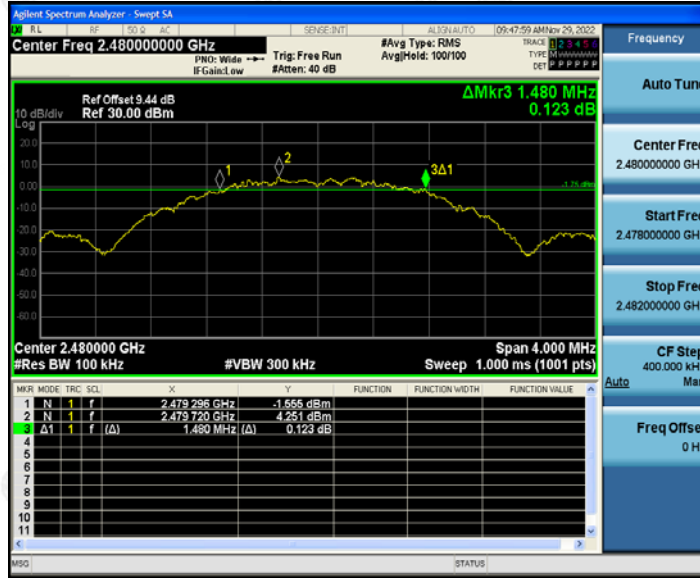 Agilent Spectrum Analyzer - Swept SA
RL RF 50 Ω AC SENSE:INT ALIGNAUTO 09:47:59 AM Nov 29, 2022
Center Freq 2.480000000 GHz
#Avg Type: RMS
TRACE 1 2 3 4 5 6
PNO: Wide Trig: Free Run Avg|Hold: 100/100
TYPE
IFGain:Low #Atten: 40 dB
DET P P P P P P
Frequency
ΔMkr3 1.480 MHz
0.123 dB
Ref Offset 9.44 dB
10 dB/div Ref 30.00 dBm
Log
20.0
10.0
0.00
-10.0
-20.0
-30.0
-40.0
-50.0
-60.0
1
2
3Δ1
-1.75 dBm
Center 2.480000 GHz Span 4.000 MHz
#Res BW 100 kHz #VBW 300 kHz Sweep 1.000 ms (1001 pts)
MKR MODE TRC SCL X Y FUNCTION FUNCTION WIDTH FUNCTION VALUE
1 N 1 f 2.479 296 GHz -1.555 dBm
2 N 1 f 2.479 720 GHz 4.251 dBm
3 Δ1 1 f (Δ) 1.480 MHz (Δ) 0.123 dB
4
5
6
7
8
9
10
11
MSG STATUS
Auto Tun
Center Fre
2.480000000 GH
Start Fre
2.478000000 GH
Stop Fre
2.482000000 GH
CF Step
400.000 kH
Auto Ma
Freq Offse
0 H